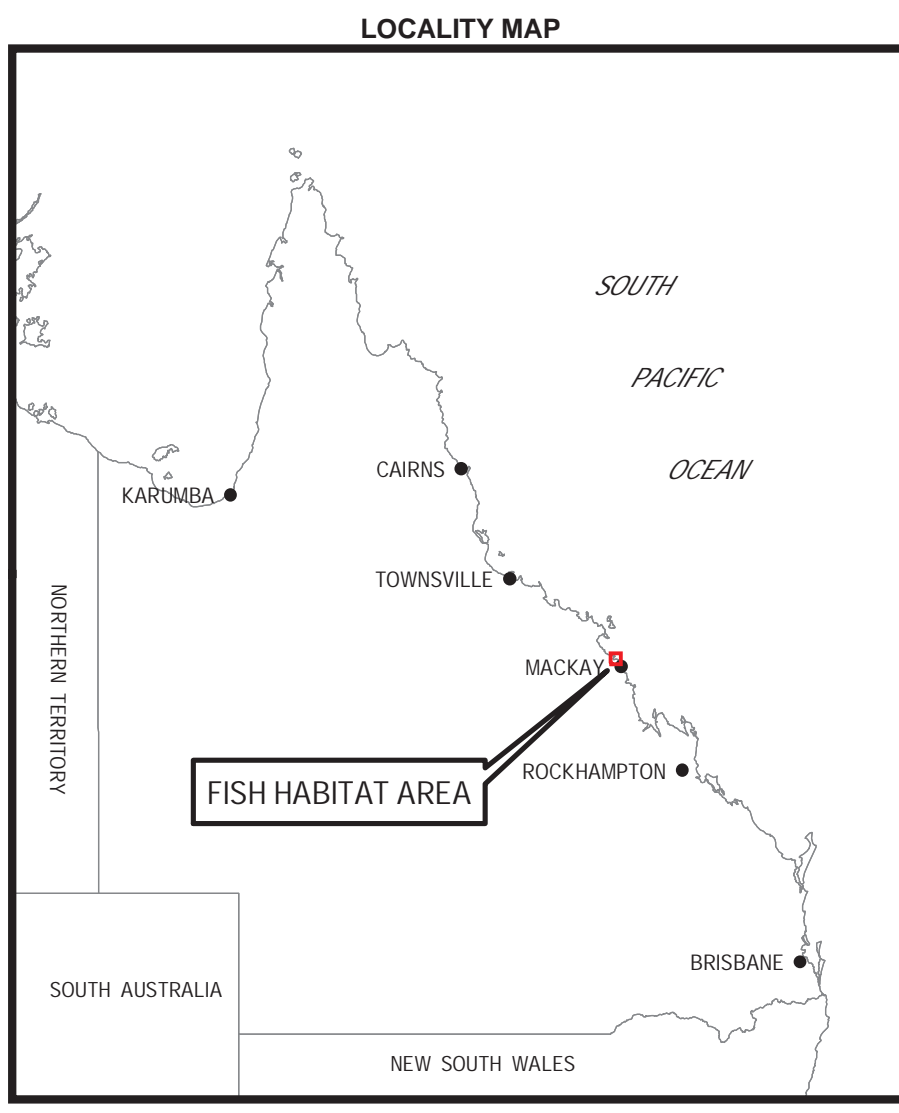 LOCALITY MAP
SOUTH
PACIFIC
OCEAN
CAIRNS
KARUMBA
TOWNSVILLE
NORTHERN TERRITORY
MACKAY
ROCKHAMPTON
FISH HABITAT AREA
BRISBANE
SOUTH AUSTRALIA
NEW SOUTH WALES